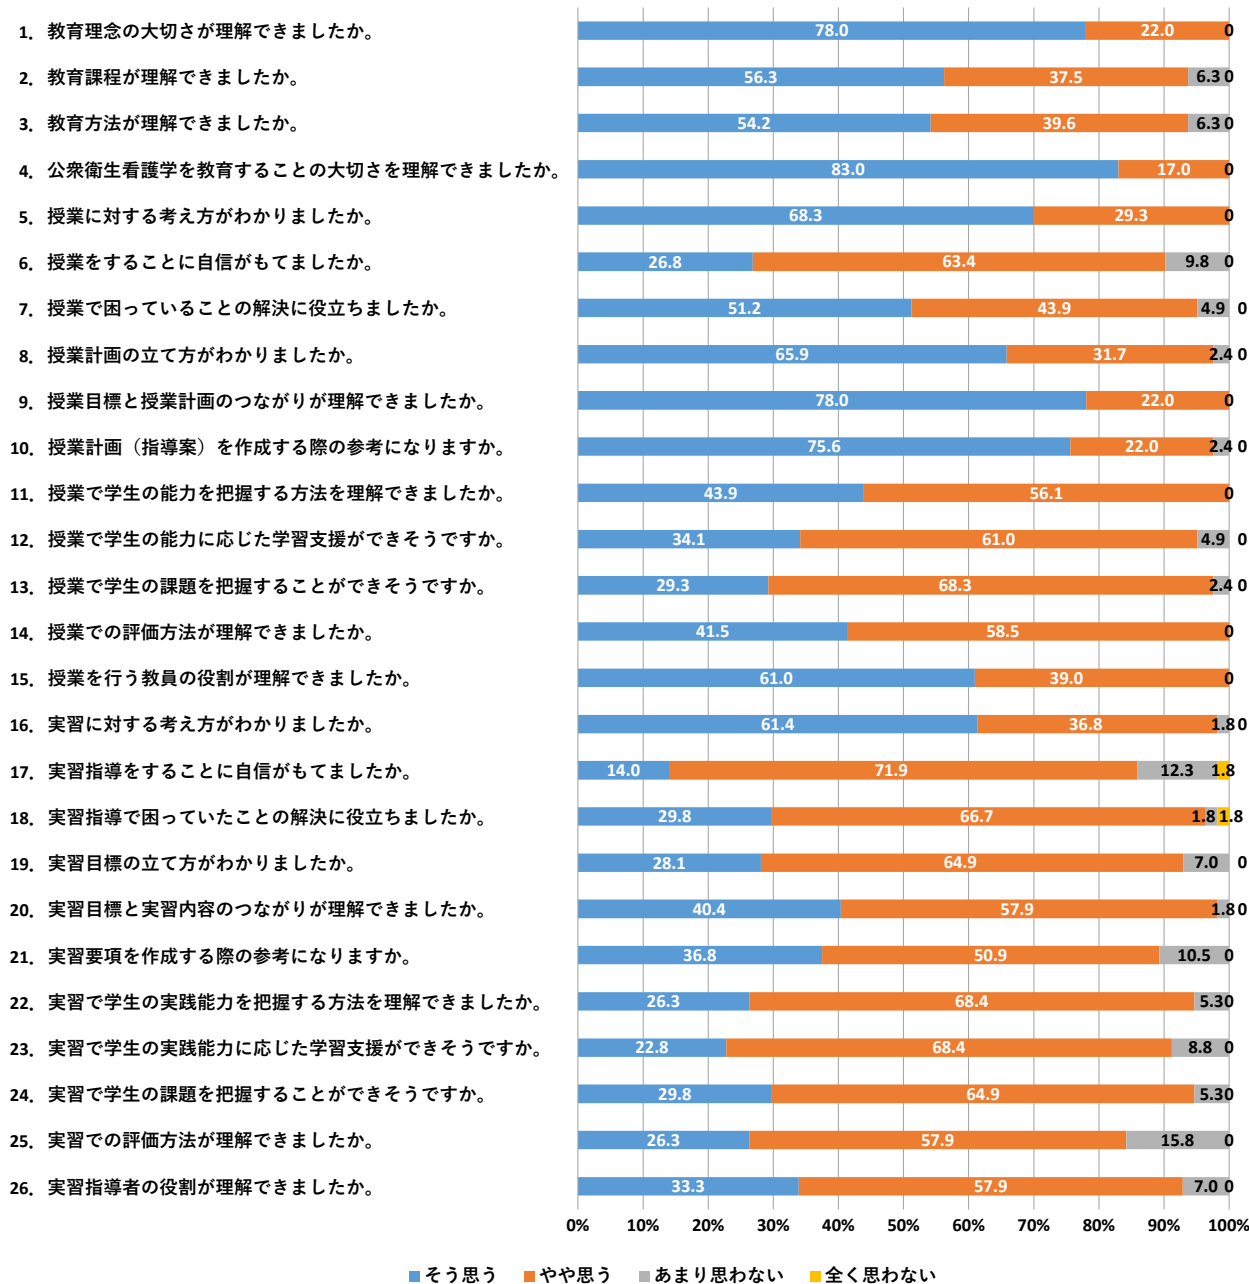 1. 教育理念の大切さが理解できましたか。 78.0 22.0 0
2. 教育課程が理解できましたか。 56.3 37.5 6.3 0
3. 教育方法が理解できましたか。 54.2 39.6 6.3 0
4. 公衆衛生看護学を教育することの大切さを理解できましたか。 83.0 17.0 0
5. 授業に対する考え方がわかりましたか。 68.3 29.3 0
6. 授業をすることに自信がもてましたか。 26.8 63.4 9.8 0
7. 授業で困っていることの解決に役立ちましたか。 51.2 43.9 4.9 0
8. 授業計画の立て方がわかりましたか。 65.9 31.7 2.4 0
9. 授業目標と授業計画のつながりが理解できましたか。 78.0 22.0 0
10. 授業計画（指導案）を作成する際の参考になりますか。 75.6 22.0 2.4 0
11. 授業で学生の能力を把握する方法を理解できましたか。 43.9 56.1 0
12. 授業で学生の能力に応じた学習支援ができそうですか。 34.1 61.0 4.9 0
13. 授業で学生の課題を把握することができそうですか。 29.3 68.3 2.4 0
14. 授業での評価方法が理解できましたか。 41.5 58.5 0
15. 授業を行う教員の役割が理解できましたか。 61.0 39.0 0
16. 実習に対する考え方がわかりましたか。 61.4 36.8 1.8 0
17. 実習指導をすることに自信がもてましたか。 14.0 71.9 12.3 1.8
18. 実習指導で困っていたことの解決に役立ちましたか。 29.8 66.7 1.8 1.8
19. 実習目標の立て方がわかりましたか。 28.1 64.9 7.0 0
20. 実習目標と実習内容のつながりが理解できましたか。 40.4 57.9 1.8 0
21. 実習要項を作成する際の参考になりますか。 36.8 50.9 10.5 0
22. 実習で学生の実践能力を把握する方法を理解できましたか。 26.3 68.4 5.3 0
23. 実習で学生の実践能力に応じた学習支援ができそうですか。 22.8 68.4 8.8 0
24. 実習で学生の課題を把握することができそうですか。 29.8 64.9 5.3 0
25. 実習での評価方法が理解できましたか。 26.3 57.9 15.8 0
26. 実習指導者の役割が理解できましたか。 33.3 57.9 7.0 0
0% 10% 20% 30% 40% 50% 60% 70% 80% 90% 100%
そう思う やや思う あまり思わない 全く思わない